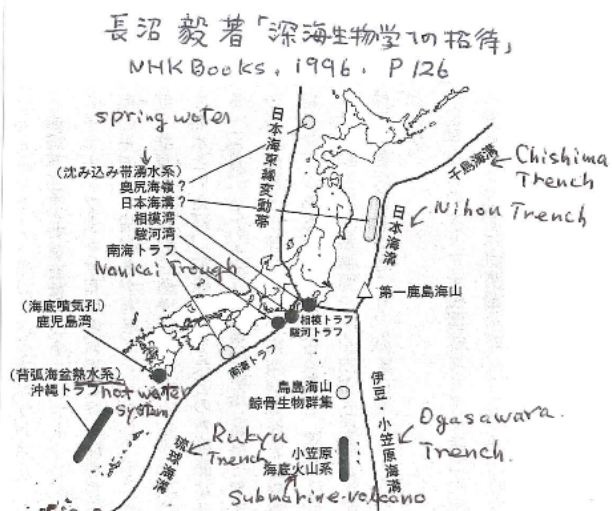 長沼 毅 著「深海生物学への招待」
NHK Books, 1996. P126
spring water
日本海東縁変動帯
(沈み込み帯湧水系)
奥尻海嶺?
日本海溝?
相模湾
駿河湾
南海トラフ
Nankai Trough
千島海溝
Chishima
Trench
日本海溝
Nihon Trench
第一鹿島海山
相模トラフ
駿河トラフ
南海トラフ
(海底噴気孔)
鹿児島湾
(背弧海盆熱水系)
沖縄トラフ
hot water
system
鳥島海山
鯨骨生物群集
伊豆・小笠原海溝
Ogasawara
Trench.
Rukyu
Trench
琉球海溝
小笠原
海底火山系
Submarine-volcano